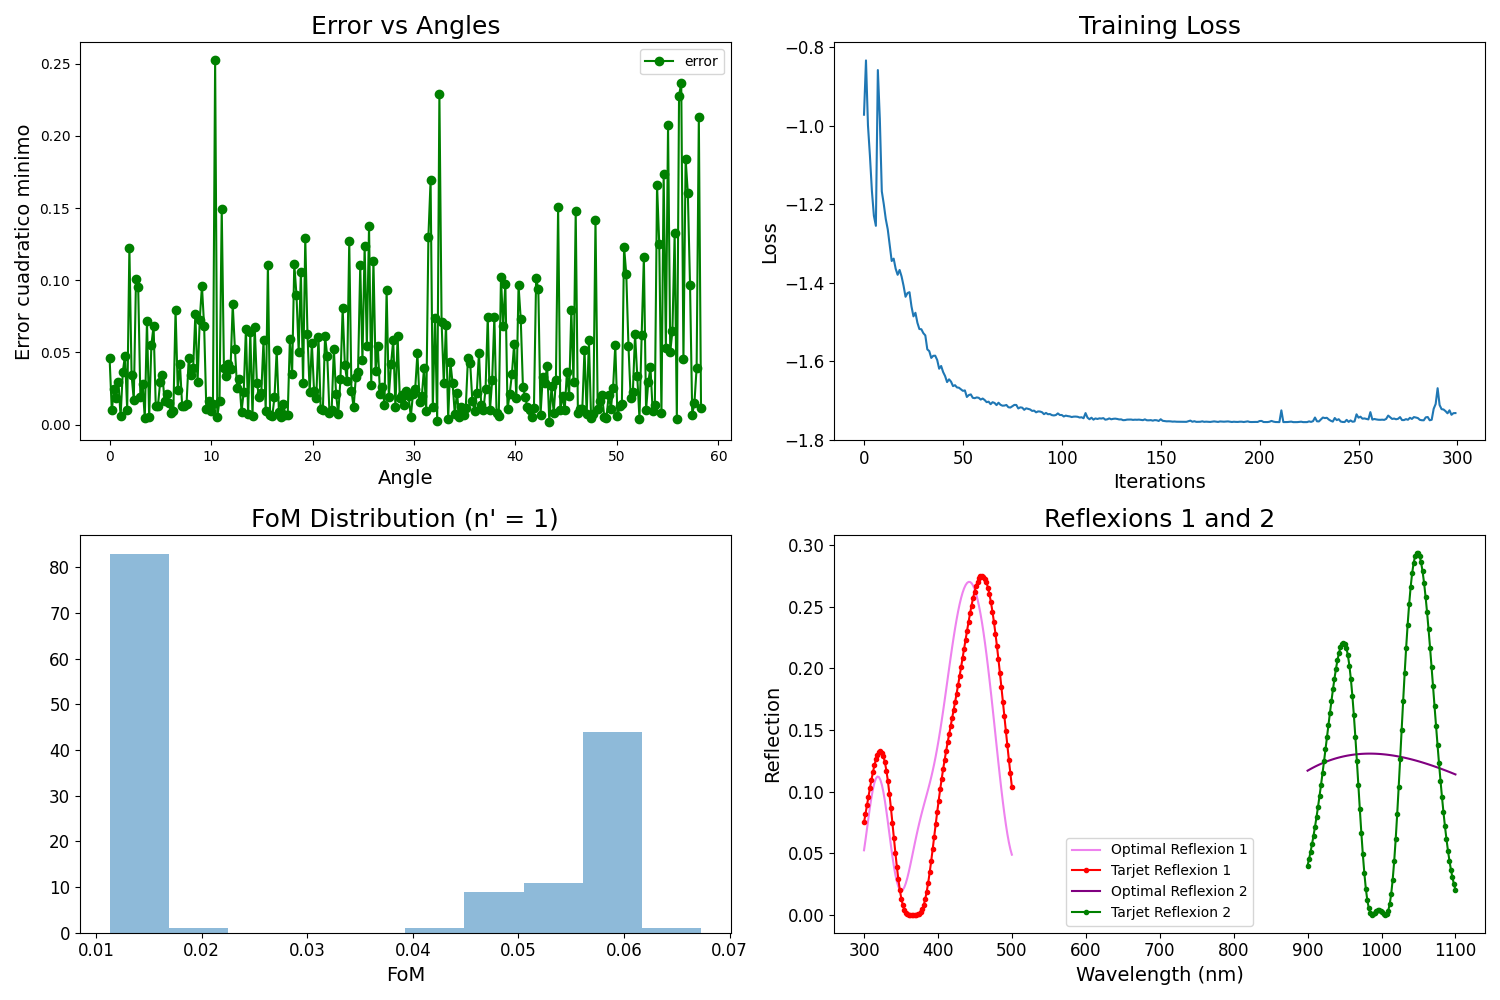 Error vs Angles
Error cuadratico minimo
0.25
0.20
0.15
0.10
0.05
0.00
error
0 10 20 30 40 50 60
Angle
Training Loss
Loss
−0.8
−1.0
−1.2
−1.4
−1.6
−1.8
0 50 100 150 200 250 300
Iterations
FoM Distribution (n' = 1)
80
70
60
50
40
30
20
10
0
0.01 0.02 0.03 0.04 0.05 0.06 0.07
FoM
Reflexions 1 and 2
Reflection
0.30
0.25
0.20
0.15
0.10
0.05
0.00
Optimal Reflexion 1
Tarjet Reflexion 1
Optimal Reflexion 2
Tarjet Reflexion 2
300 400 500 600 700 800 900 1000 1100
Wavelength (nm)